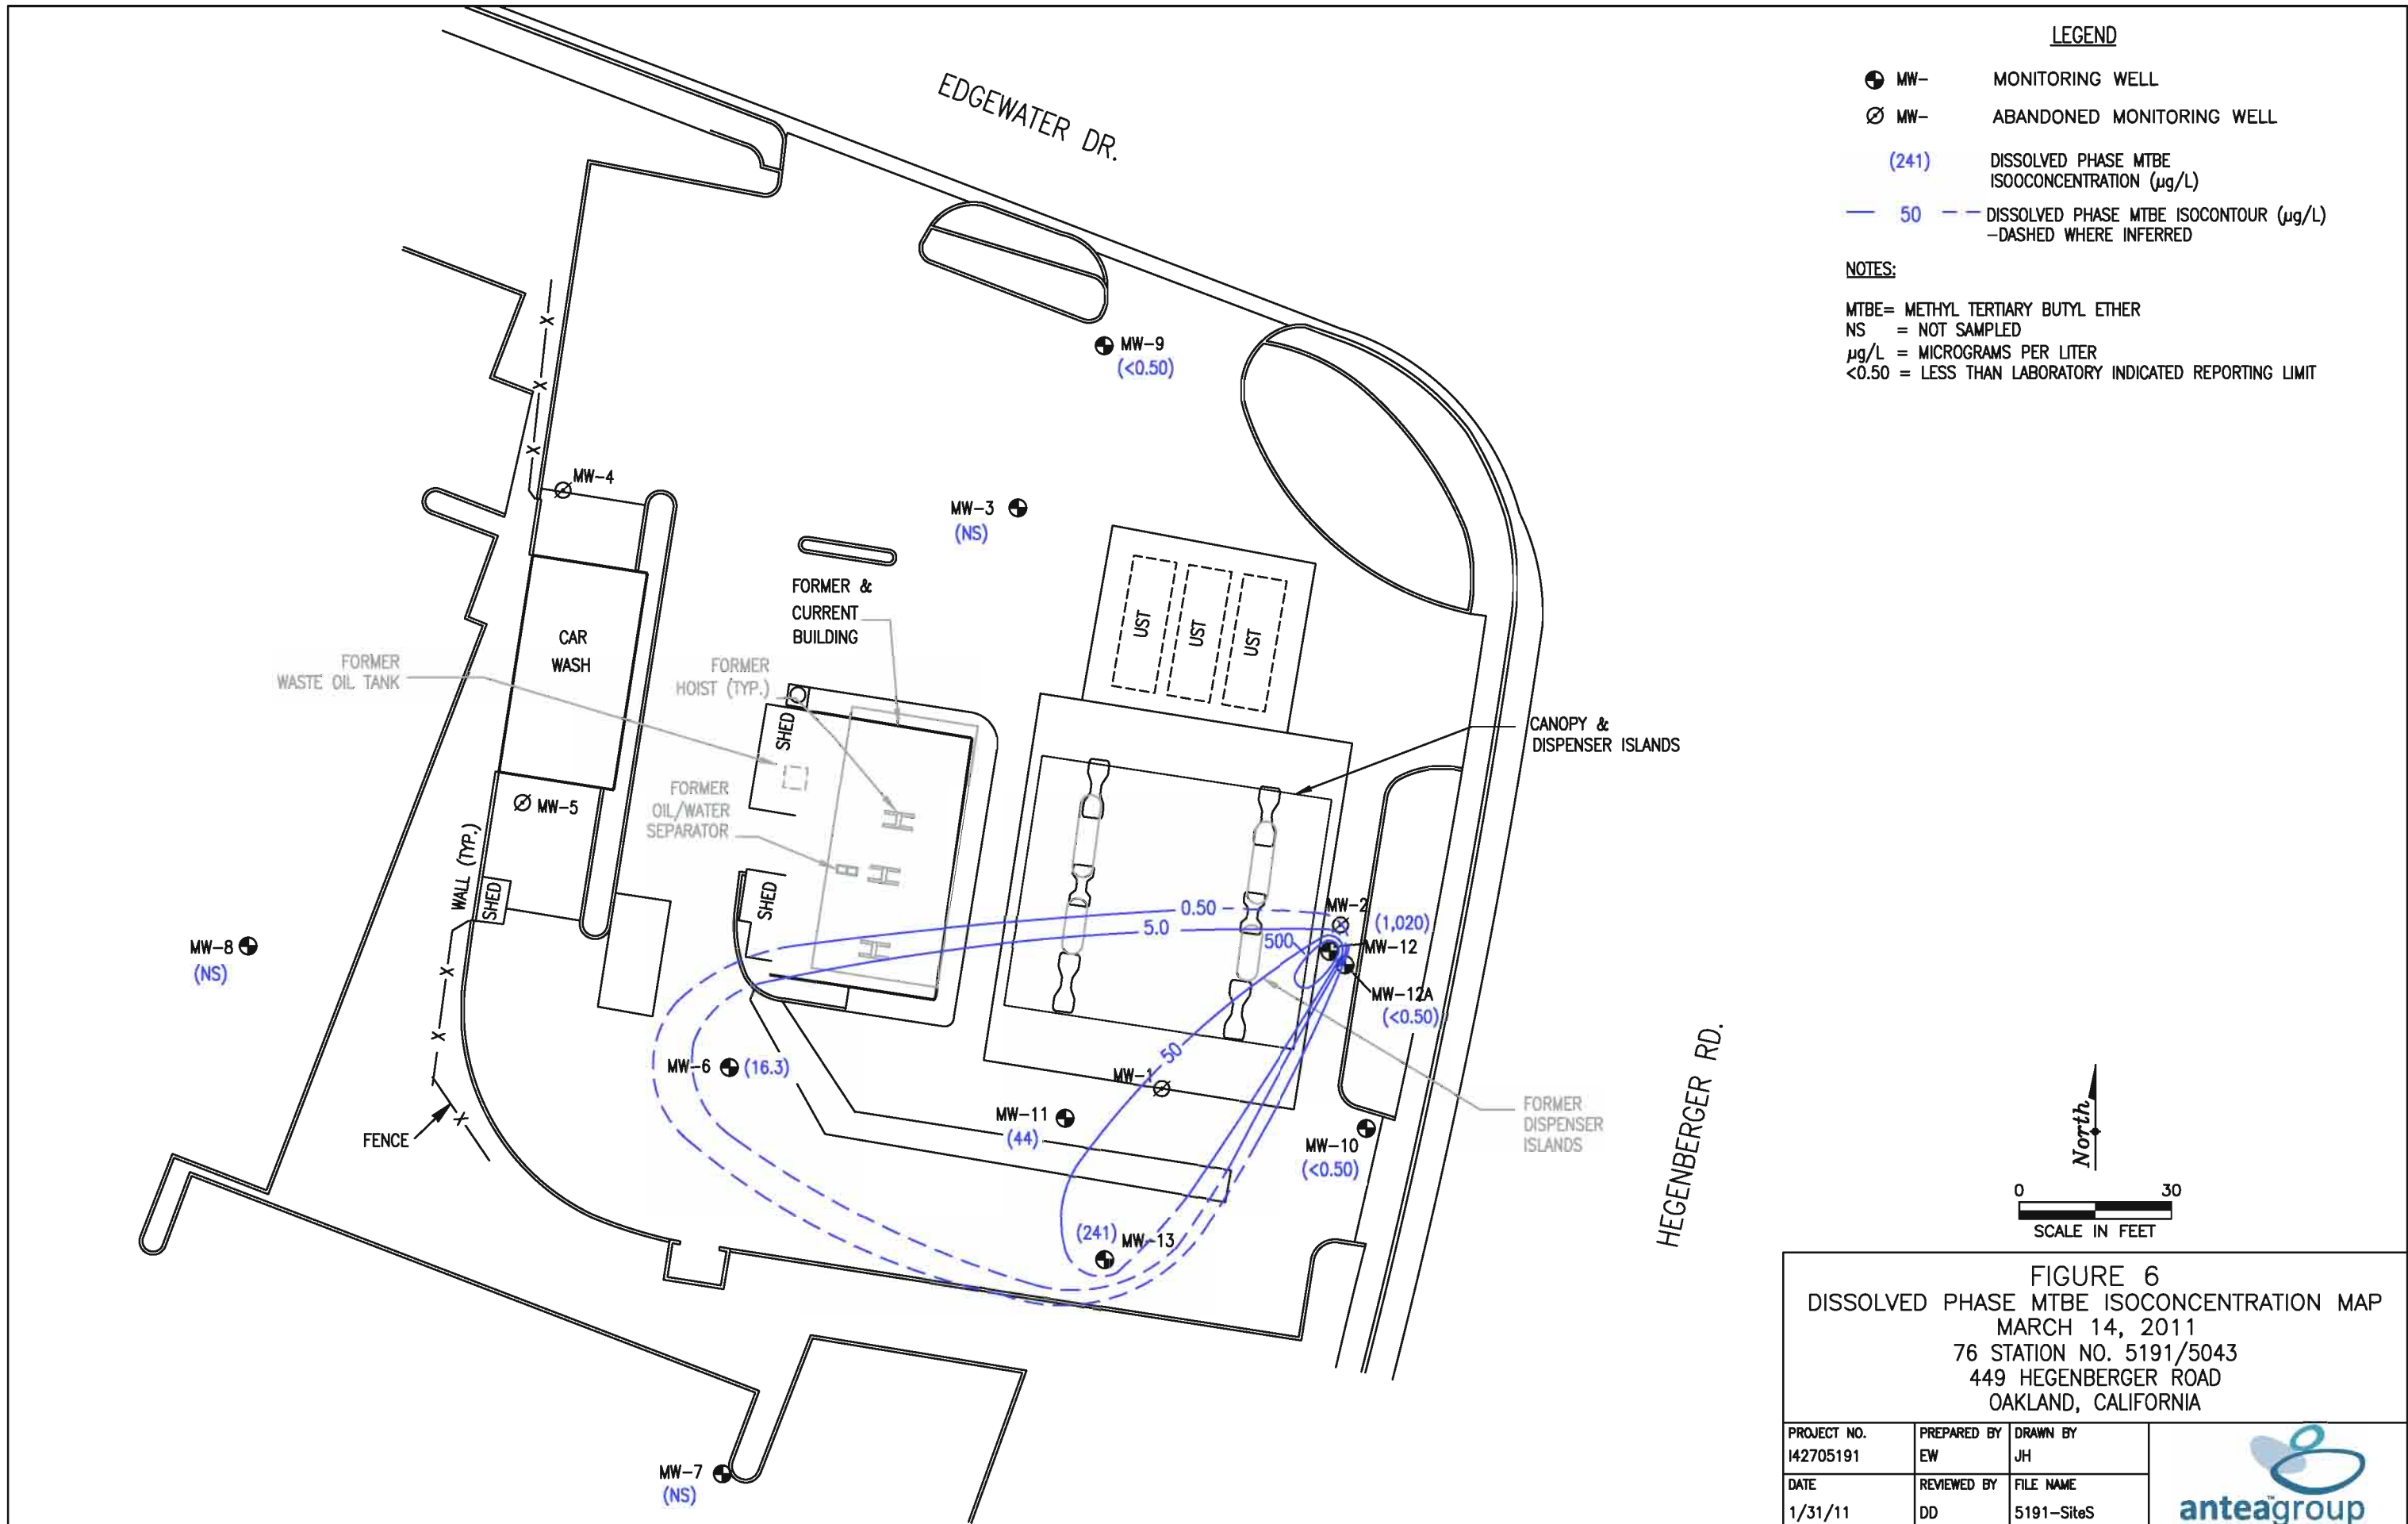 LEGEND
MW- MONITORING WELL
MW- ABANDONED MONITORING WELL
(241) DISSOLVED PHASE MTBE
ISOOCONCENTRATION (µg/L)
50 DISSOLVED PHASE MTBE ISOCONTOUR (µg/L)
-DASHED WHERE INFERRED
NOTES:
MTBE= METHYL TERTIARY BUTYL ETHER
NS = NOT SAMPLED
µg/L = MICROGRAMS PER LITER
<0.50 = LESS THAN LABORATORY INDICATED REPORTING LIMIT
EDGEWATER DR.
MW-9
(<0.50)
X
X
X
MW-4
MW-3
(NS)
FORMER &
CURRENT
BUILDING
UST
UST
UST
CAR
WASH
FORMER
WASTE OIL TANK
FORMER
HOIST (TYP.)
SHED
CANOPY &
DISPENSER ISLANDS
FORMER
OIL/WATER
SEPARATOR
MW-5
WALL (TYP.)
SHED
SHED
0.50
5.0
500
MW-2
(1,020)
MW-12
MW-12A
(<0.50)
MW-8
(NS)
X
X
X
FENCE
50
MW-6 (16.3)
MW-1
MW-11
(44)
MW-10
(<0.50)
FORMER
DISPENSER
ISLANDS
HEGENBERGER RD.
(241) MW-13
MW-7
(NS)
North
0 30
SCALE IN FEET
FIGURE 6
DISSOLVED PHASE MTBE ISOCONCENTRATION MAP
MARCH 14, 2011
76 STATION NO. 5191/5043
449 HEGENBERGER ROAD
OAKLAND, CALIFORNIA
PROJECT NO. PREPARED BY DRAWN BY
I42705191 EW JH
DATE REVIEWED BY FILE NAME
1/31/11 DD 5191-SiteS
anteagroup